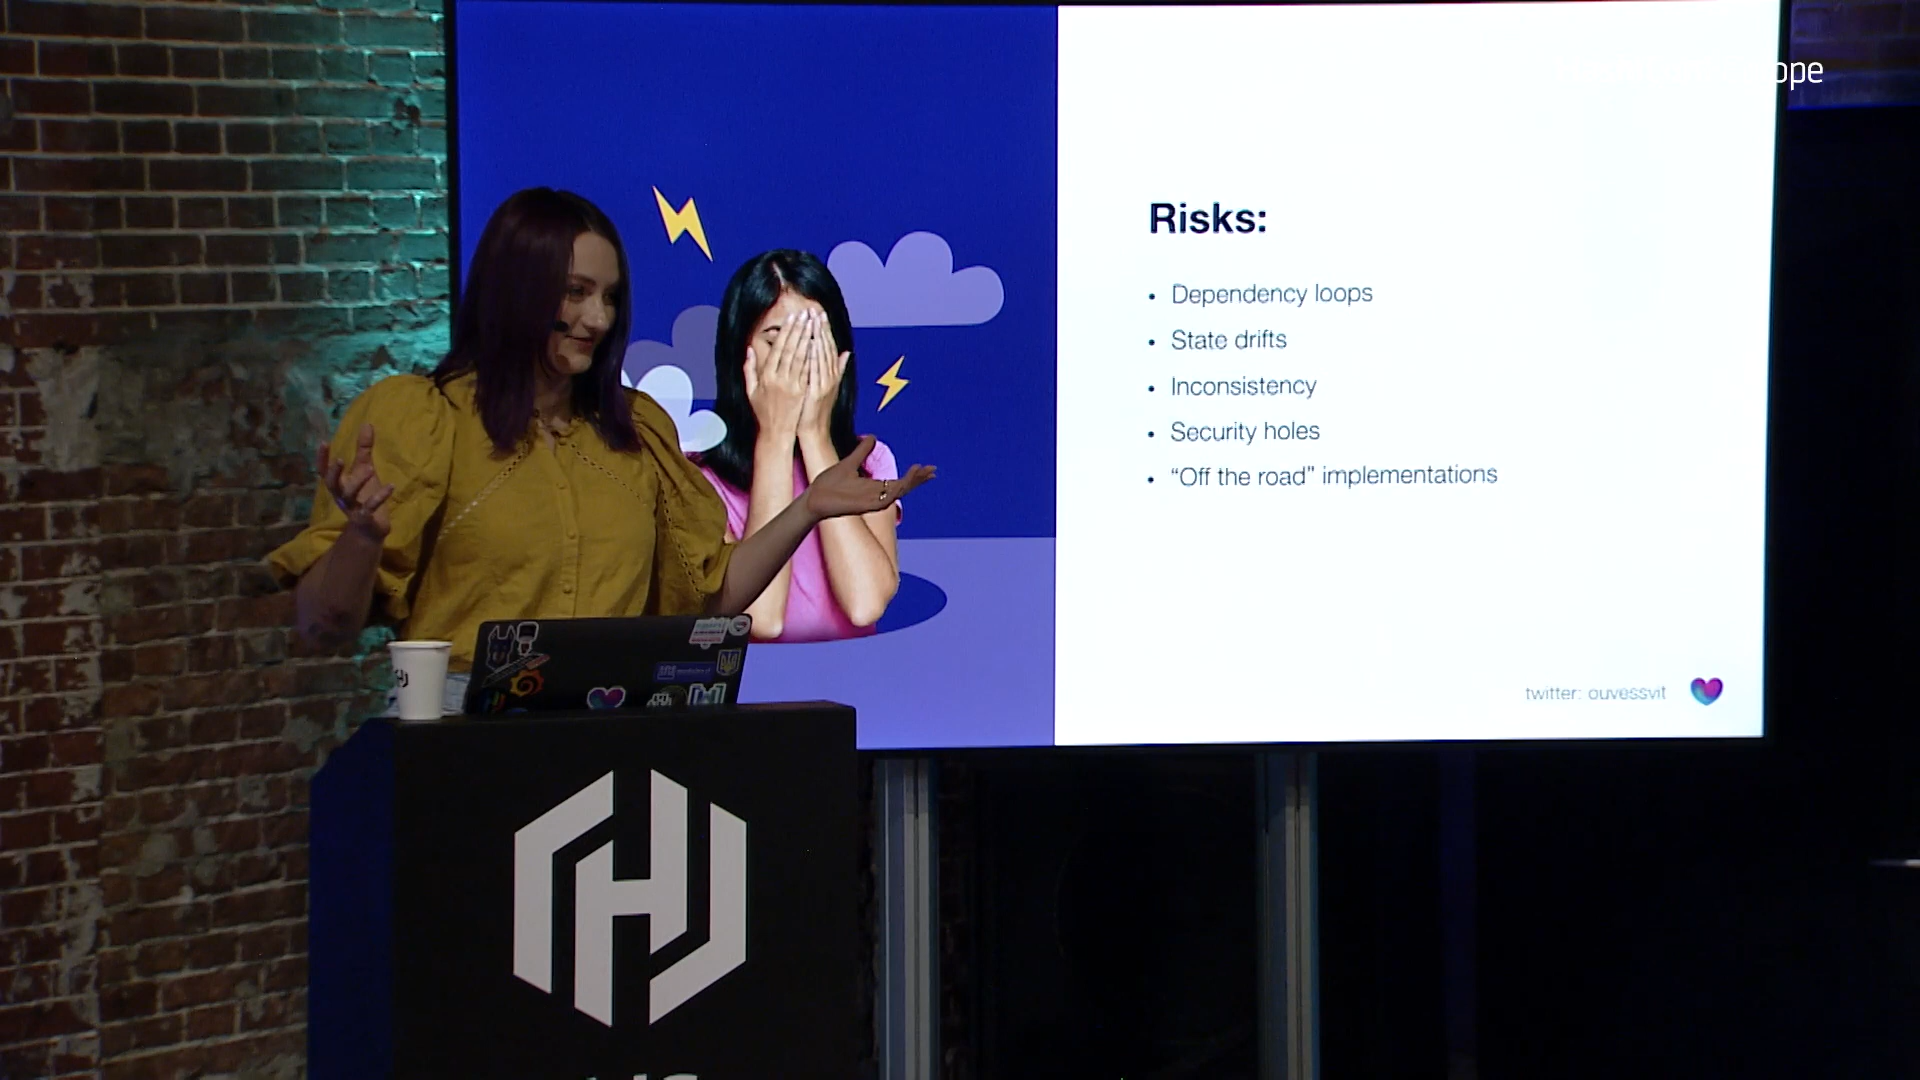 ope
Risks:
• Dependency loops
• State drifts
• Inconsistency
• Security holes
• “Off the road” implementations
twitter: ouvessvit